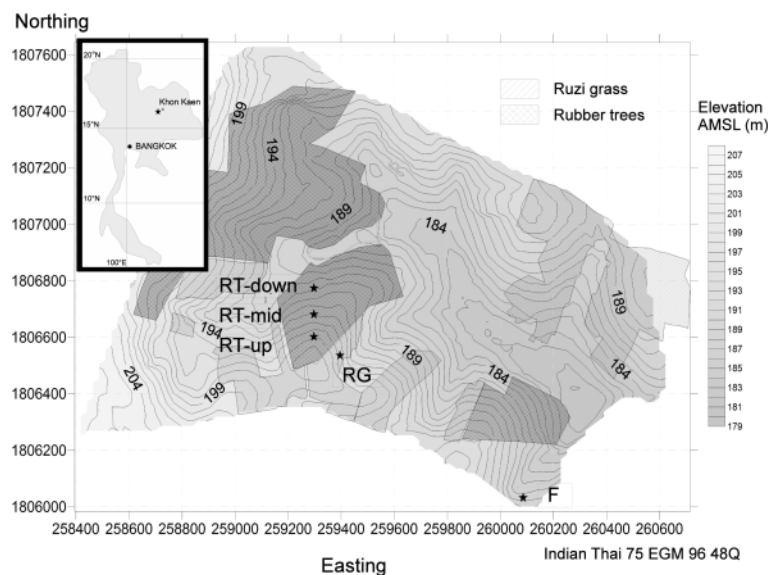 Northing
1807600
1807400
1807200
1807000
1806800
1806600
1806400
1806200
1806000
20°N
Khon Kaen
15°N
BANGKOK
10°N
100°E
Ruzi grass
Rubber trees
Elevation
AMSL (m)
207
205
203
201
199
197
195
193
191
189
187
185
183
181
179
199
194
189
184
RT-down
RT-mid
RT-up
RG
F
194
204
199
189
184
189
184
258400 258600 258800 259000 259200 259400 259600 259800 260000 260200 260400 260600
Easting
Indian Thai 75 EGM 96 48Q